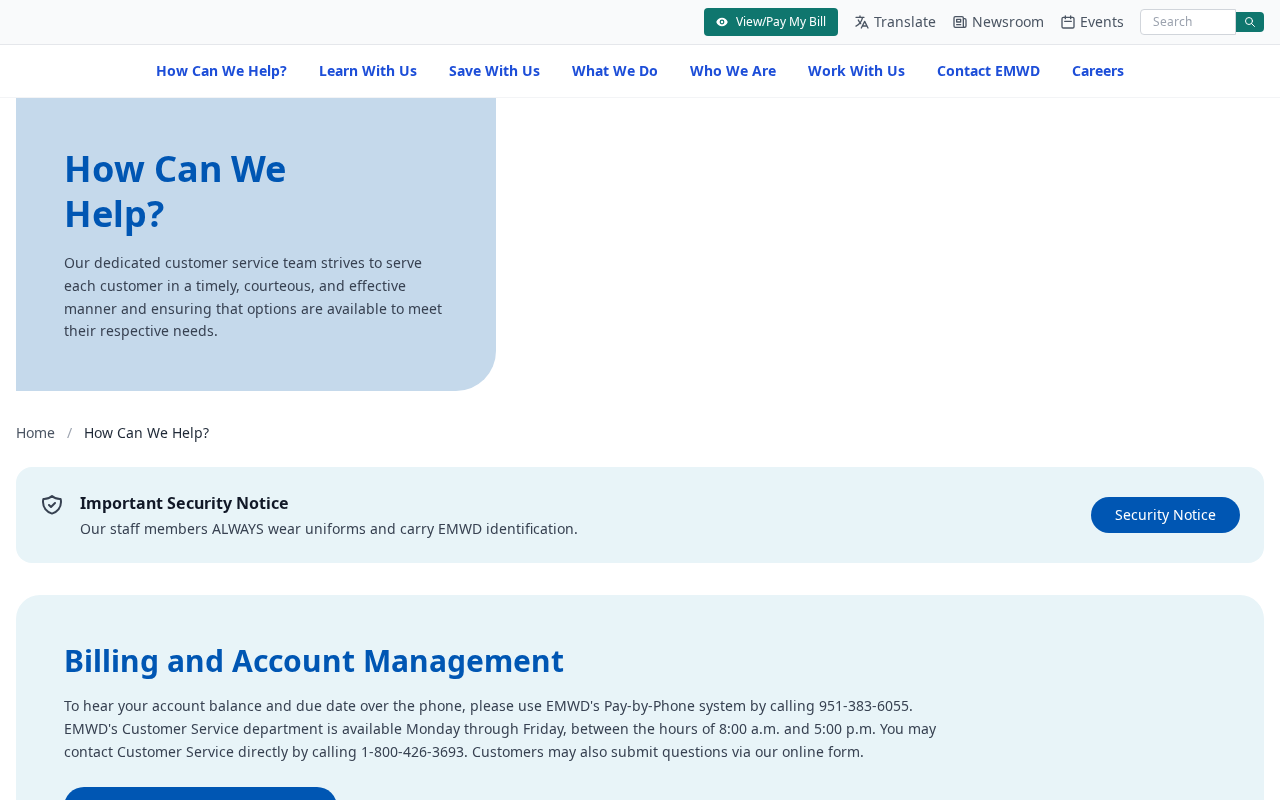 View/Pay My Bill
Translate
Newsroom
Events
Search
How Can We Help?
Learn With Us
Save With Us
What We Do
Who We Are
Work With Us
Contact EMWD
Careers
How Can We
Help?
Our dedicated customer service team strives to serve
each customer in a timely, courteous, and effective
manner and ensuring that options are available to meet
their respective needs.
Home / How Can We Help?
Important Security Notice
Our staff members ALWAYS wear uniforms and carry EMWD identification.
Security Notice
Billing and Account Management
To hear your account balance and due date over the phone, please use EMWD's Pay-by-Phone system by calling 951-383-6055.
EMWD's Customer Service department is available Monday through Friday, between the hours of 8:00 a.m. and 5:00 p.m. You may
contact Customer Service directly by calling 1-800-426-3693. Customers may also submit questions via our online form.